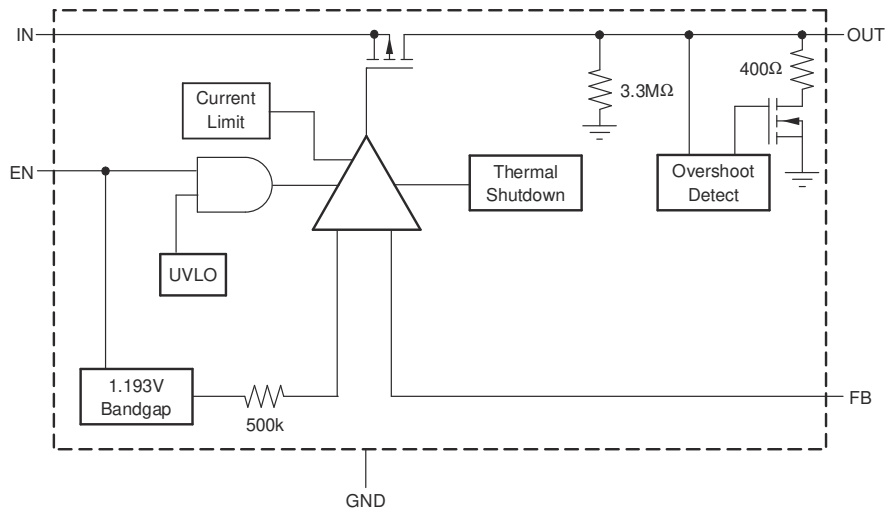 IN
OUT
400Ω
3.3MΩ
Current
Limit
EN
Thermal
Shutdown
Overshoot
Detect
UVLO
1.193V
Bandgap
500k
FB
GND